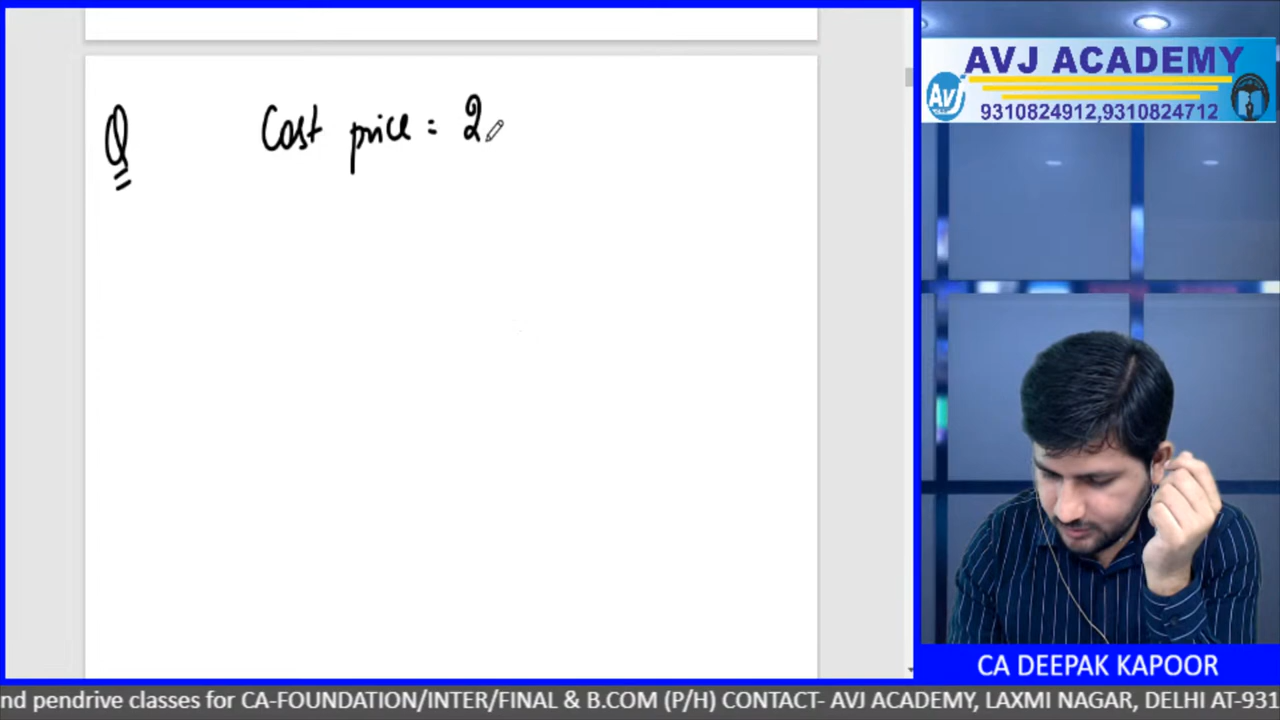 Q Cost price = 2
AVJ ACADEMY
AVJ
9310824912,9310824712
CA DEEPAK KAPOOR
nd pendrive classes for CA-FOUNDATION/INTER/FINAL & B.COM (P/H) CONTACT- AVJ ACADEMY, LAXMI NAGAR, DELHI AT-931